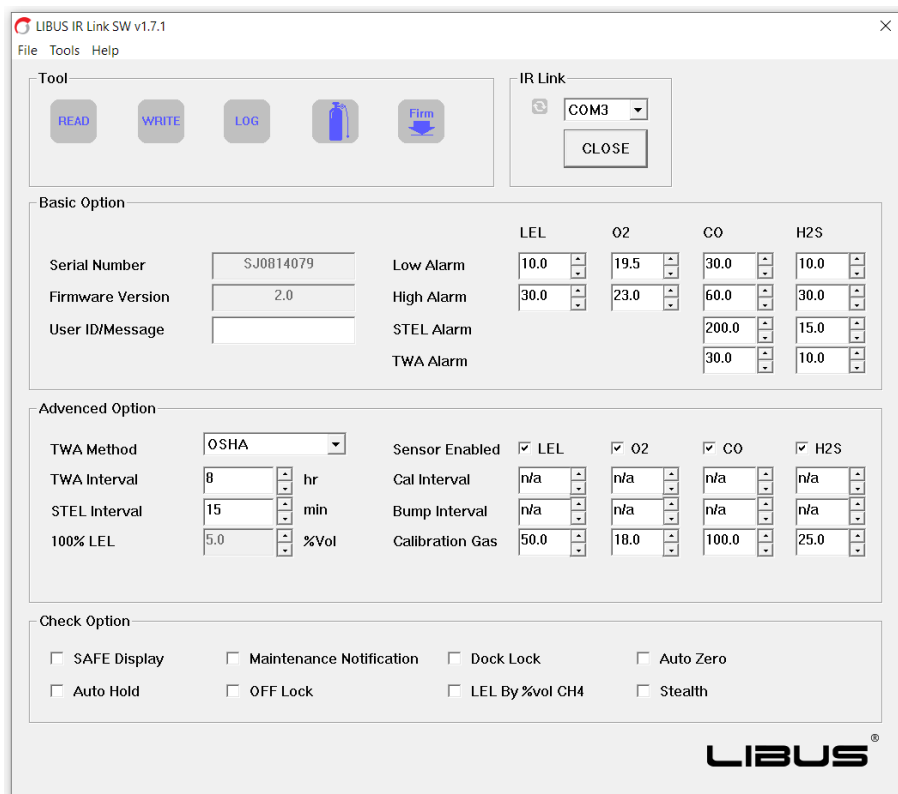 LIBUS IR Link SW v1.7.1
File Tools Help
Tool
READ WRITE LOG Firm
IR Link
COM3
CLOSE
Basic Option
LEL O2 CO H2S
Serial Number SJ0814079 Low Alarm 10.0 19.5 30.0 10.0
Firmware Version 2.0 High Alarm 30.0 23.0 60.0 30.0
User ID/Message STEL Alarm 200.0 15.0
TWA Alarm 30.0 10.0
Advanced Option
TWA Method OSHA Sensor Enabled LEL O2 CO H2S
TWA Interval 8 hr Cal Interval n/a n/a n/a n/a
STEL Interval 15 min Bump Interval n/a n/a n/a n/a
100% LEL 5.0 %Vol Calibration Gas 50.0 18.0 100.0 25.0
Check Option
SAFE Display Maintenance Notification Dock Lock Auto Zero
Auto Hold OFF Lock LEL By %vol CH4 Stealth
LIBUS®